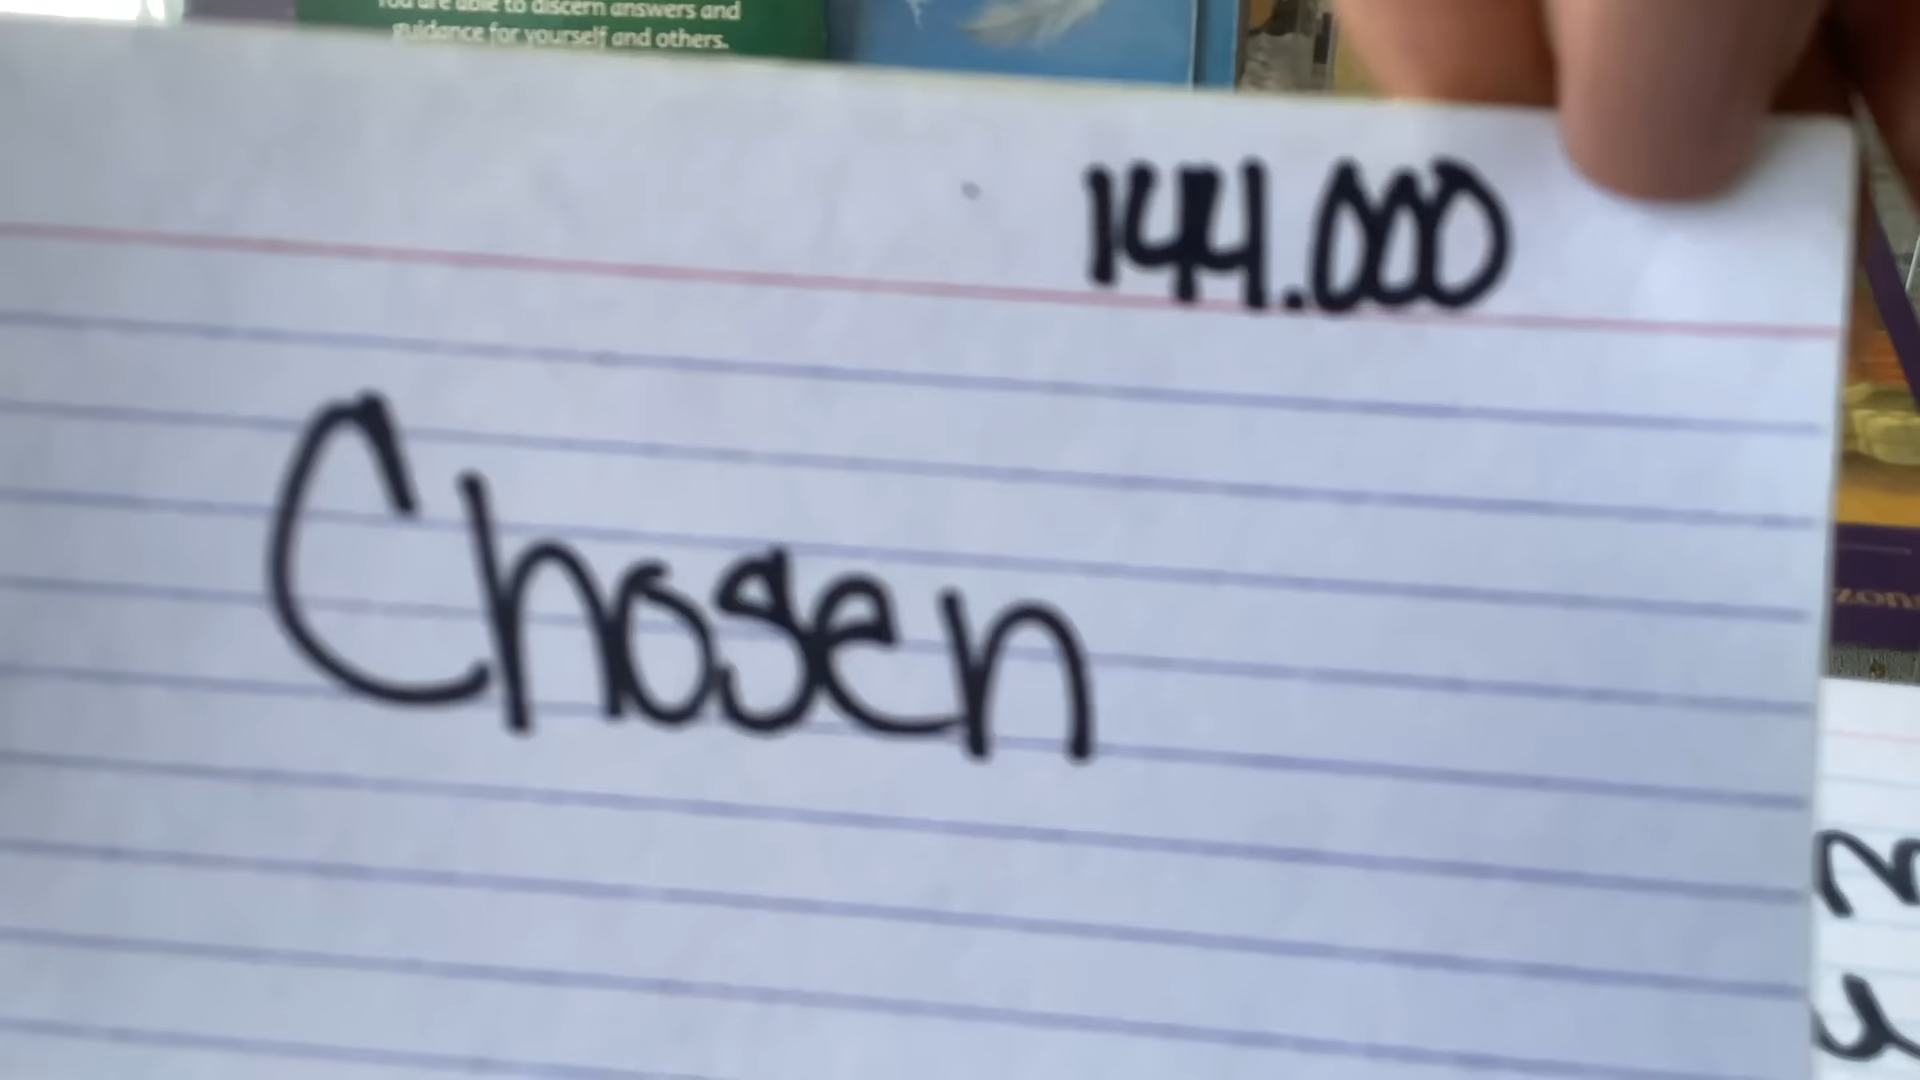 You are able to discern answers and
guidance for yourself and others.
144.000
Chosen